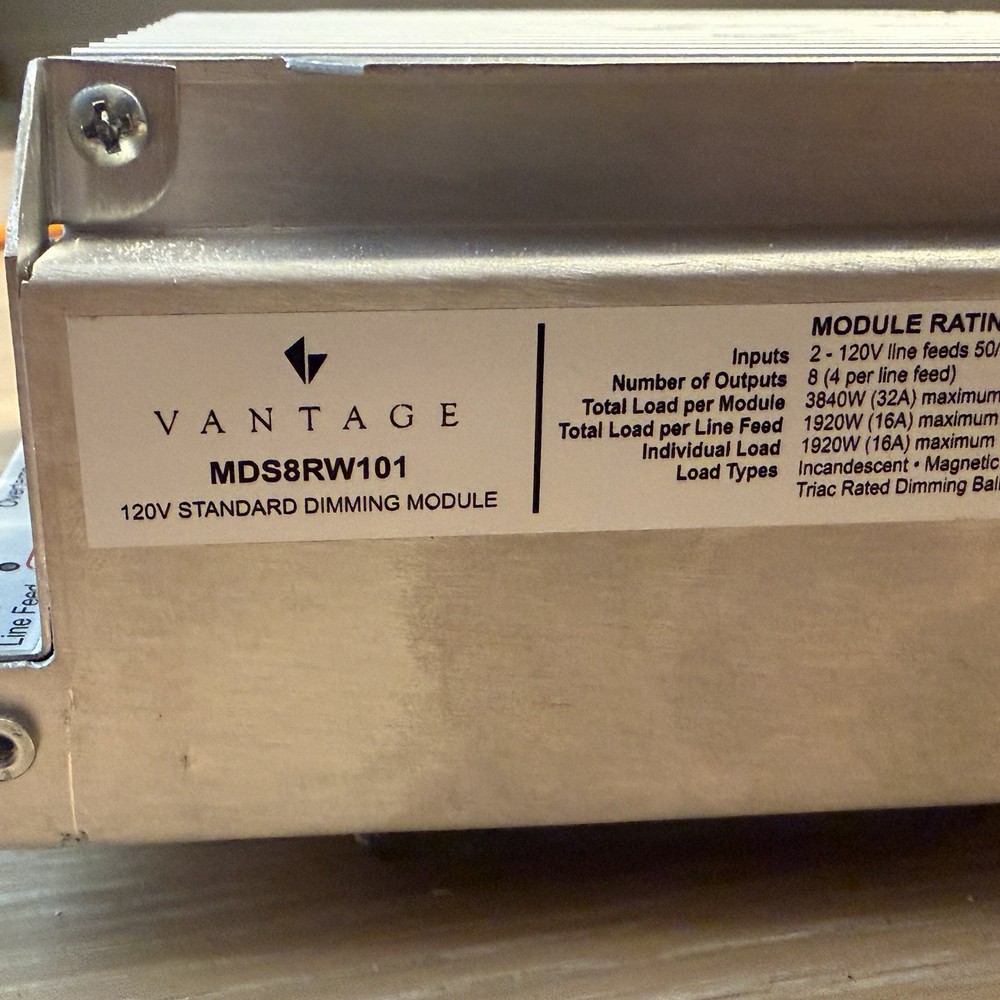 VANTAGE
MDS8RW101
120V STANDARD DIMMING MODULE
MODULE RATIN
Inputs 2 - 120V line feeds 50/
Number of Outputs 8 (4 per line feed)
Total Load per Module 3840W (32A) maximum
Total Load per Line Feed 1920W (16A) maximum
Individual Load 1920W (16A) maximum
Load Types Incandescent • Magnetic
Triac Rated Dimming Bal
Line Feed